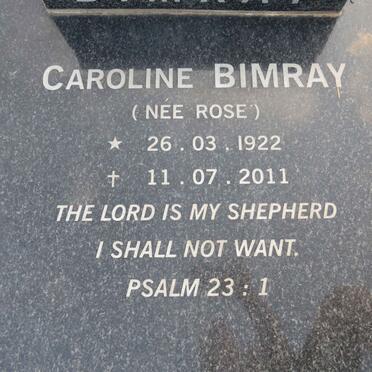 CAROLINE BIMRAY
(NÉE ROSE)
★ 26.03.1922
† 11.07.2011
THE LORD IS MY SHEPHERD
I SHALL NOT WANT.
PSALM 23 : 1